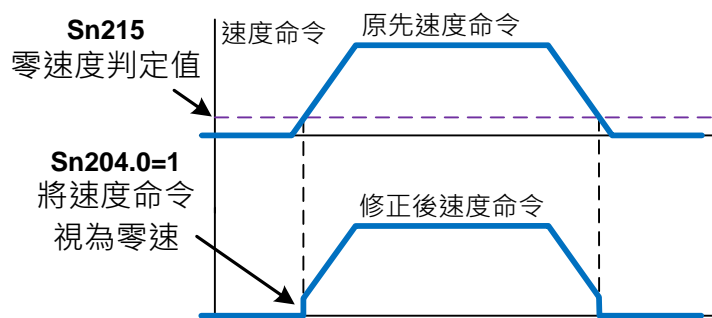 Sn215
零速度判定值
速度命令
原先速度命令
Sn204.0=1
將速度命令
視為零速
修正後速度命令